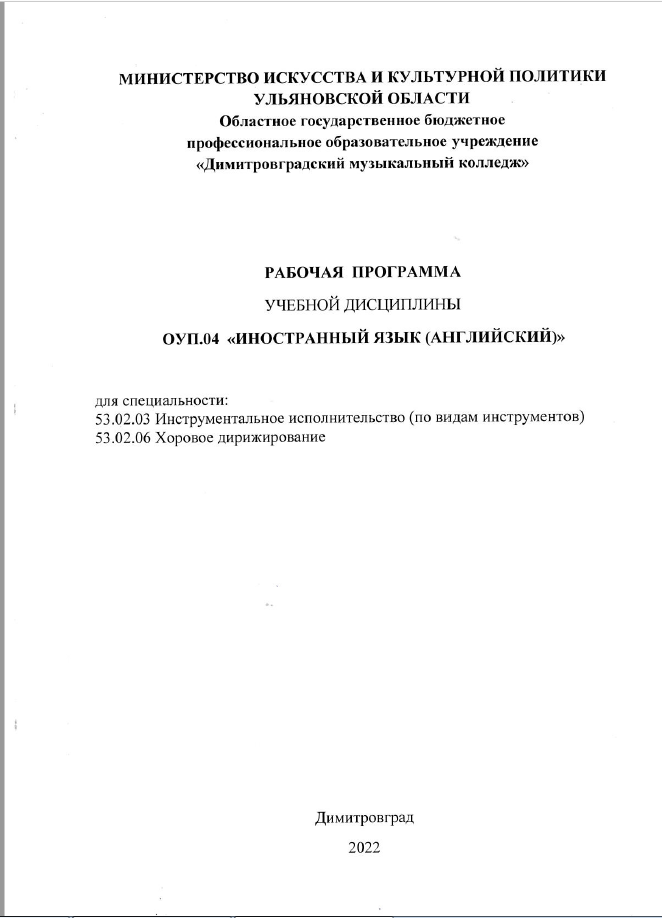 МИНИСТЕРСТВО ИСКУССТВА И КУЛЬТУРНОЙ ПОЛИТИКИ
УЛЬЯНОВСКОЙ ОБЛАСТИ
Областное государственное бюджетное
профессиональное образовательное учреждение
«Димитровградский музыкальный колледж»
РАБОЧАЯ ПРОГРАММА
УЧЕБНОЙ ДИСЦИПЛИНЫ
ОУП.04 «ИНОСТРАННЫЙ ЯЗЫК (АНГЛИЙСКИЙ)»
для специальности:
53.02.03 Инструментальное исполнительство (по видам инструментов)
53.02.06 Хоровое дирижирование
Димитровград
2022